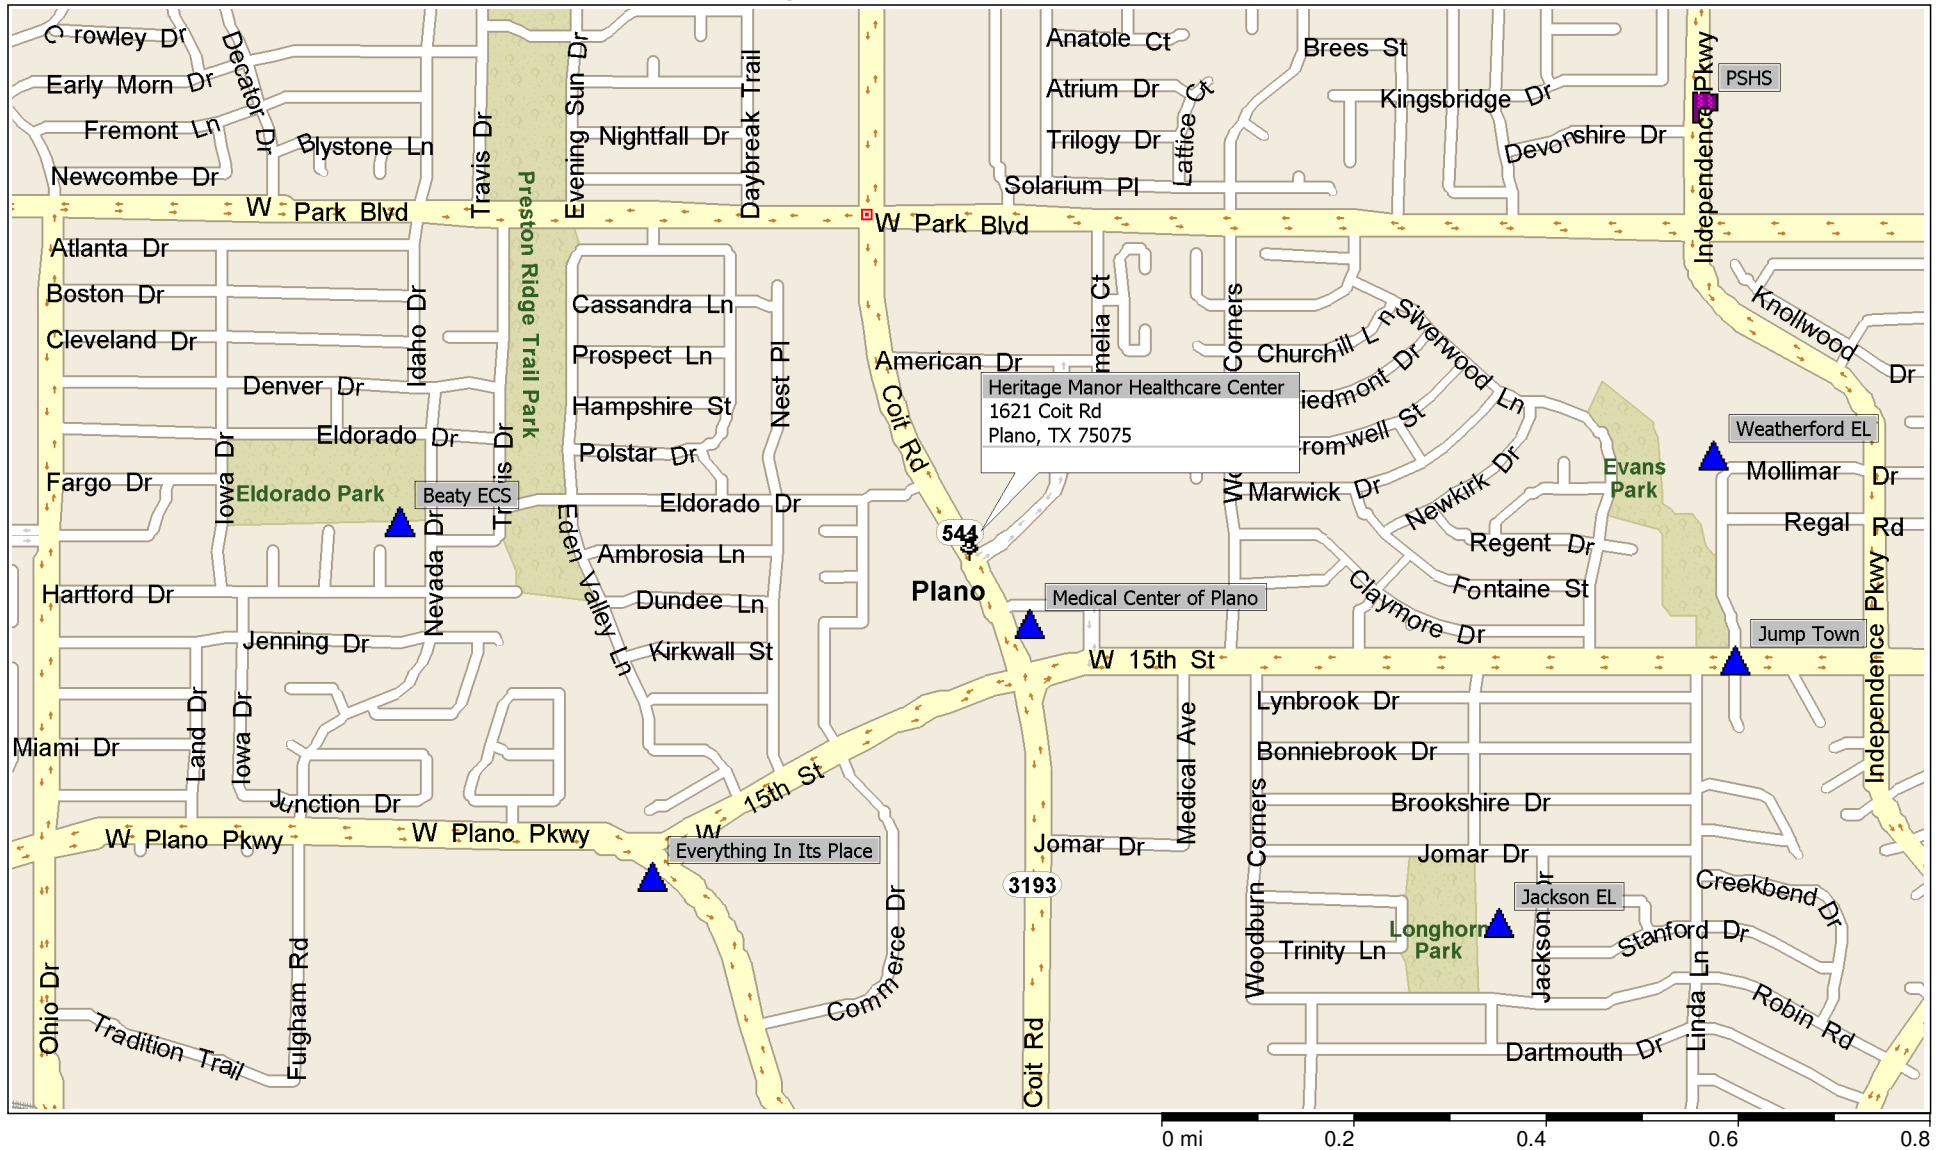 Crowley Dr
Decator Dr
Early Morn Dr
Fremont Ln
Blystone Ln
Newcombe Dr
Travis Dr
Evening Sun Dr
Nightfall Dr
Daybreak Trail
Anatole Ct
Atrium Dr
Trilogy Dr
Lattice Ct
Solarium Pl
Brees St
Kingsbridge Dr
Devonshire Dr
Independence Pkwy
PSHS
W Park Blvd
W Park Blvd
Preston Ridge Trail Park
Atlanta Dr
Boston Dr
Cleveland Dr
Denver Dr
Idaho Dr
Eldorado Dr
Fargo Dr
Iowa Dr
Eldorado Park
Beaty ECS
Travis Dr
Nevada Dr
Cassandra Ln
Prospect Ln
Hampshire St
Polstar Dr
Nest Pl
Eldorado Dr
American Dr
Coit Rd
melia Ct
Heritage Manor Healthcare Center
1621 Coit Rd
Plano, TX 75075
544
Corners
Churchill Ln
Silverwood Ln
iedmont Dr
romwell St
Marwick Dr
Newkirk Dr
Regent Dr
Fontaine St
Claymore Dr
Evans
Park
Knollwood Dr
Weatherford EL
Mollimar Dr
Regal Rd
Independence Pkwy
Jump Town
Hartford Dr
Jenning Dr
Eden Valley Ln
Ambrosia Ln
Dundee Ln
Kirkwall St
Plano
Medical Center of Plano
W 15th St
Land Dr
Iowa Dr
Miami Dr
Junction Dr
W Plano Pkwy
W Plano Pkwy
W 15th St
Everything In Its Place
Medical Ave
Jomar Dr
3193
Coit Rd
Commerce Dr
Lynbrook Dr
Bonniebrook Dr
Brookshire Dr
Jomar Dr
Woodburn Corners
Trinity Ln
Longhorn
Park
Jackson EL
Jackson Dr
Creekbend Dr
Stanford Dr
Linda Ln
Robin Rd
Dartmouth Dr
Ohio Dr
Tradition Trail
Fulgham Rd
0 mi 0.2 0.4 0.6 0.8